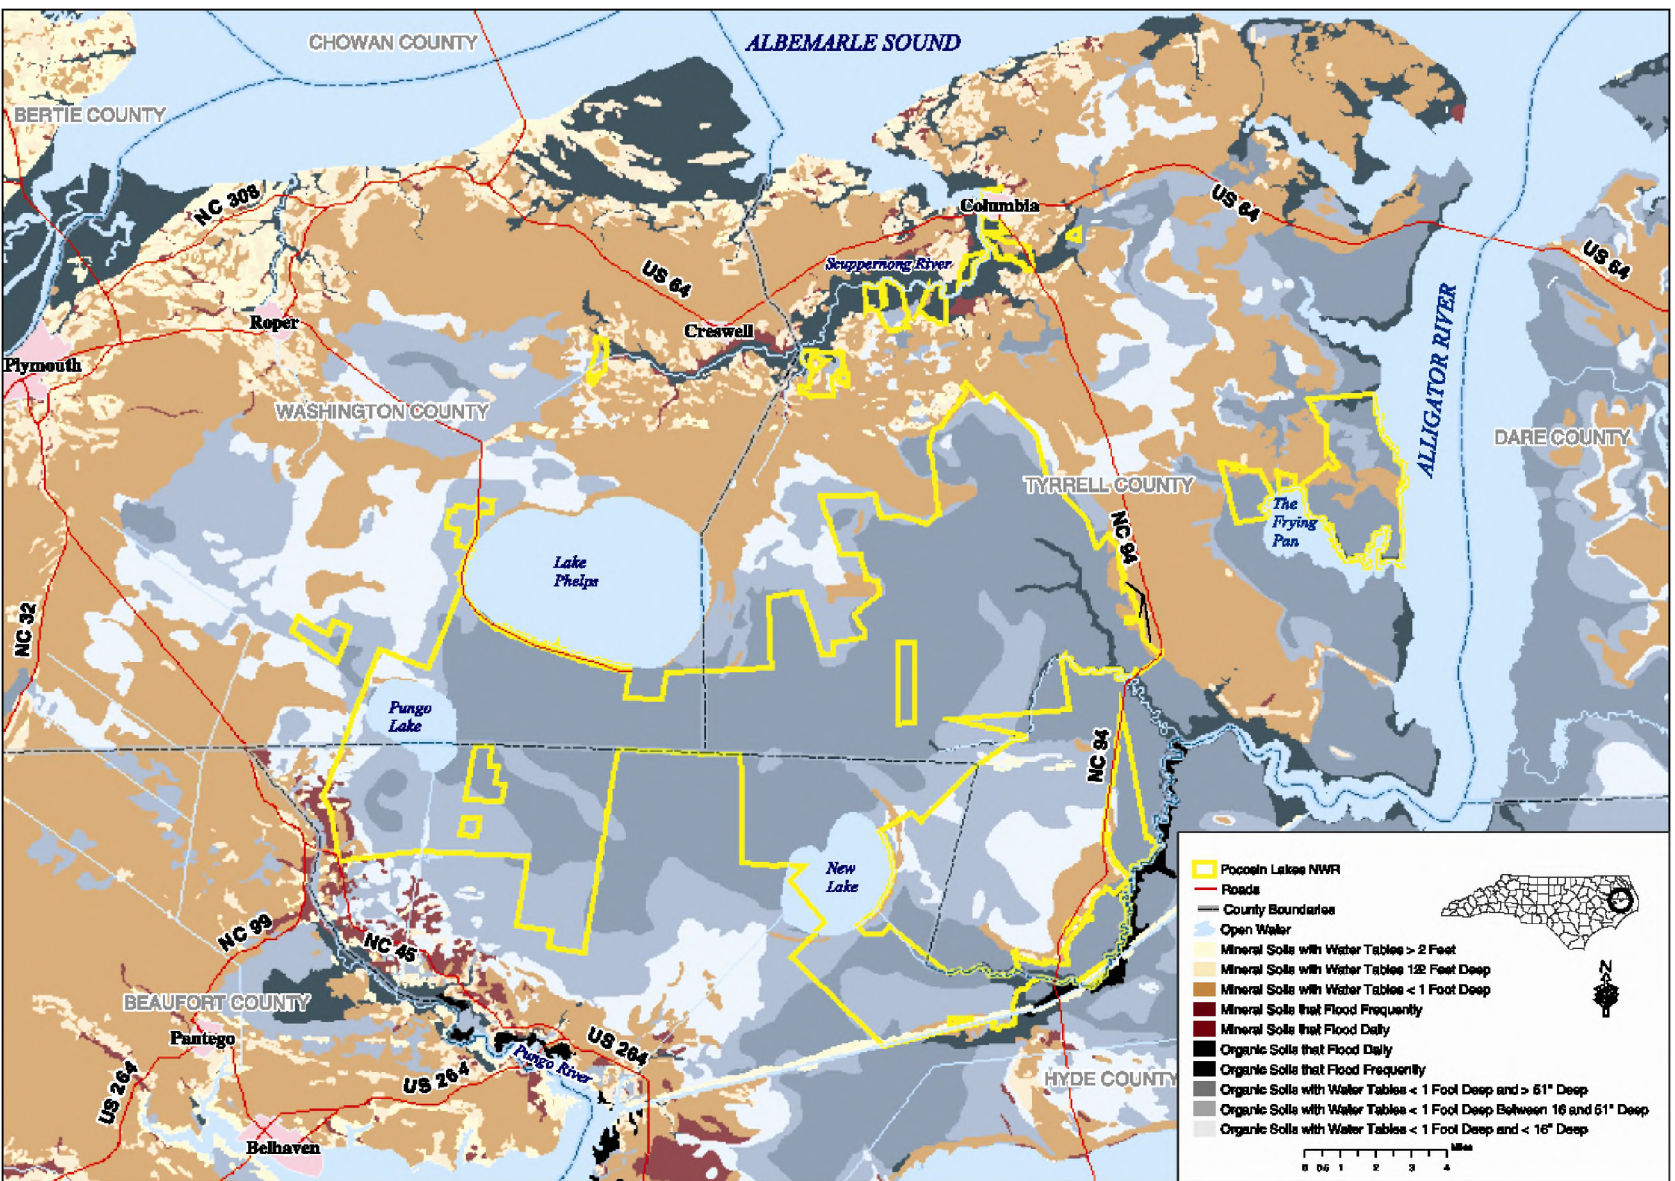 CHOWAN COUNTY
ALBEMARLE SOUND
BERTIE COUNTY
NC 308
Columbia
US 64
US 64
Scuppernong River
US 64
Roper
Creswell
Plymouth
ALLIGATOR RIVER
WASHINGTON COUNTY
DARE COUNTY
TYRRELL COUNTY
The
Frying
Pan
NC 94
Lake
Phelps
NC 32
Pungo
Lake
NC 94
New
Lake
NC 99
NC 45
BEAUFORT COUNTY
Pantego
US 264
Pungo River
US 264
US 264
HYDE COUNTY
Belhaven
Pocosin Lakes NWR
Roads
County Boundaries
Open Water
Mineral Soils with Water Tables > 2 Feet
Mineral Soils with Water Tables 122 Feet Deep
Mineral Soils with Water Tables < 1 Foot Deep
Mineral Soils that Flood Frequently
Mineral Soils that Flood Daily
Organic Soils that Flood Daily
Organic Soils that Flood Frequently
Organic Soils with Water Tables < 1 Foot Deep and > 51" Deep
Organic Soils with Water Tables < 1 Foot Deep Between 16 and 51" Deep
Organic Soils with Water Tables < 1 Foot Deep and < 16" Deep
N
Miles
0 0.5 1 2 3 4